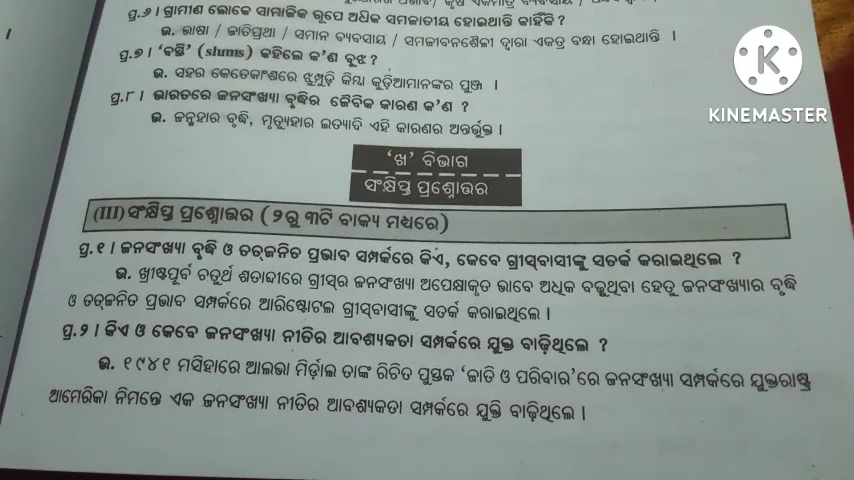 ପ୍ର.୬। ଗ୍ରାମୀଣ ଲୋକେ ସାମାଜିକ ରୂପେ ଅଧିକ ସମଜାତୀୟ ହୋଇଥାନ୍ତି କାହିଁକି ?
ଉ. ଭାଷା / ଜାତିପ୍ରଥା / ସମାନ ବ୍ୟବସାୟ / ସମଜୀବନଶୈଳୀ ଦ୍ୱାରା ଏକତ୍ର ବନ୍ଧା ହୋଇଥାନ୍ତି ।
ପ୍ର.୭। 'ବସ୍ତି' (slums) କହିଲେ କ'ଣ ବୁଝ ?
ଉ. ସହର କେତେକାଂଶରେ ଝୁମ୍ପୁଡ଼ି କିମ୍ବା କୁଡ଼ିଆମାନଙ୍କର ପୁଞ୍ଜ ।
ପ୍ର.୮। ଭାରତରେ ଜନସଂଖ୍ୟା ବୃଦ୍ଧିର ଜୈବିକ କାରଣ କ'ଣ ?
ଉ. ଜନ୍ମହାର ବୃଦ୍ଧି, ମୃତ୍ୟୁହାର ଇତ୍ୟାଦି ଏହି କାରଣର ଅନ୍ତର୍ଭୁକ୍ତ ।
K
KINEMASTER
'ଖ' ବିଭାଗ
ସଂକ୍ଷିପ୍ତ ପ୍ରଶ୍ନୋତ୍ତର
(III) ସଂକ୍ଷିପ୍ତ ପ୍ରଶ୍ନୋତ୍ତର (୨ରୁ ୩ଟି ବାକ୍ୟ ମଧ୍ୟରେ)
ପ୍ର.୧। ଜନସଂଖ୍ୟା ବୃଦ୍ଧି ଓ ତତ୍‌ଜନିତ ପ୍ରଭାବ ସମ୍ପର୍କରେ କିଏ, କେବେ ଗ୍ରୀସ୍‌ବାସୀଙ୍କୁ ସତର୍କ କରାଇଥିଲେ ?
ଉ. ଖ୍ରୀଷ୍ଟପୂର୍ବ ଚତୁର୍ଥ ଶତାବ୍ଦୀରେ ଗ୍ରୀସ୍‌ର ଜନସଂଖ୍ୟା ଅପେକ୍ଷାକୃତ ଭାବେ ଅଧିକ ବଢୁଥିବା ହେତୁ ଜନସଂଖ୍ୟାର ବୃଦ୍ଧି
ଓ ତତ୍‌ଜନିତ ପ୍ରଭାବ ସମ୍ପର୍କରେ ଆରିଷ୍ଟୋଟଲ ଗ୍ରୀସ୍‌ବାସୀଙ୍କୁ ସତର୍କ କରାଇଥିଲେ ।
ପ୍ର.୨। କିଏ ଓ କେବେ ଜନସଂଖ୍ୟା ନୀତିର ଆବଶ୍ୟକତା ସମ୍ପର୍କରେ ଯୁକ୍ତ ବାଢ଼ିଥିଲେ ?
ଉ. ୧୯୪୧ ମସିହାରେ ଆଲଭା ମିର୍ଡ଼ାଲ ତାଙ୍କ ରିଚିତ ପୁସ୍ତକ 'ଜାତି ଓ ପରିବାର'ରେ ଜନସଂଖ୍ୟା ସମ୍ପର୍କରେ ଯୁକ୍ତରାଷ୍ଟ୍ର
ଆମେରିକା ନିମନ୍ତେ ଏକ ଜନସଂଖ୍ୟା ନୀତିର ଆବଶ୍ୟକତା ସମ୍ପର୍କରେ ଯୁକ୍ତି ବାଢ଼ିଥିଲେ ।